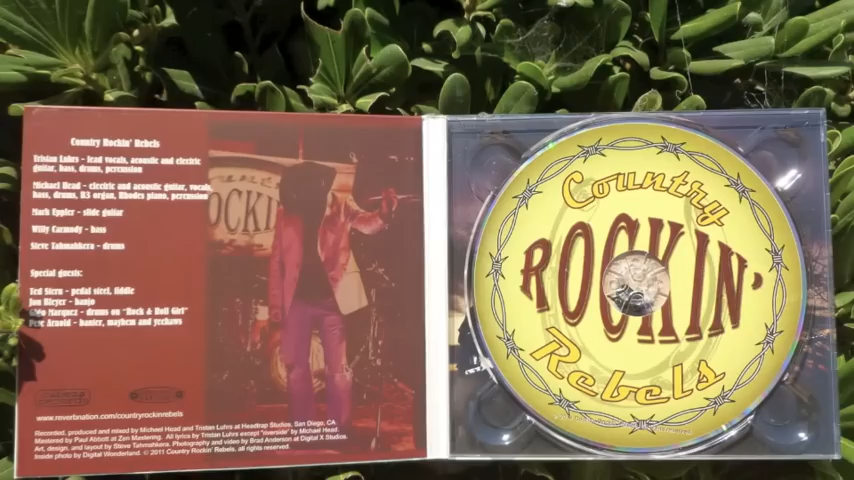 Country Rockin' Rebels
Tristan Luhrs - lead vocals, acoustic and electric
guitar, bass, drums, percussion
Michael Head - electric and acoustic guitar, vocals,
bass, drums, B3 organ, Rhodes piano, percussion
Mark Eppler - slide guitar
Willy Carmody - bass
Steve Tahmahkera - drums
Special guests:
Ted Stern - pedal steel, fiddle
Jon Bleyer - banjo
Marquez - drums on "Rock & Roll Girl"
Pete Arnold - banter, mayhem and yeehaws
www.reverbnation.com/countryrockinrebels
Recorded, produced and mixed by Michael Head and Tristan Luhrs at Headtrap Studios, San Diego, CA.
Mastered by Paul Abbott at Zen Mastering. All lyrics by Tristan Luhrs except "riverside" by Michael Head.
Art, design, and layout by Steve Tahmahkera. Photography and video by Brad Anderson at Digital X Studios.
Inside photo by Digital Wonderland. © 2011 Country Rockin' Rebels, all rights reserved.
OCKI
Country
ROCKIN'
Rebels